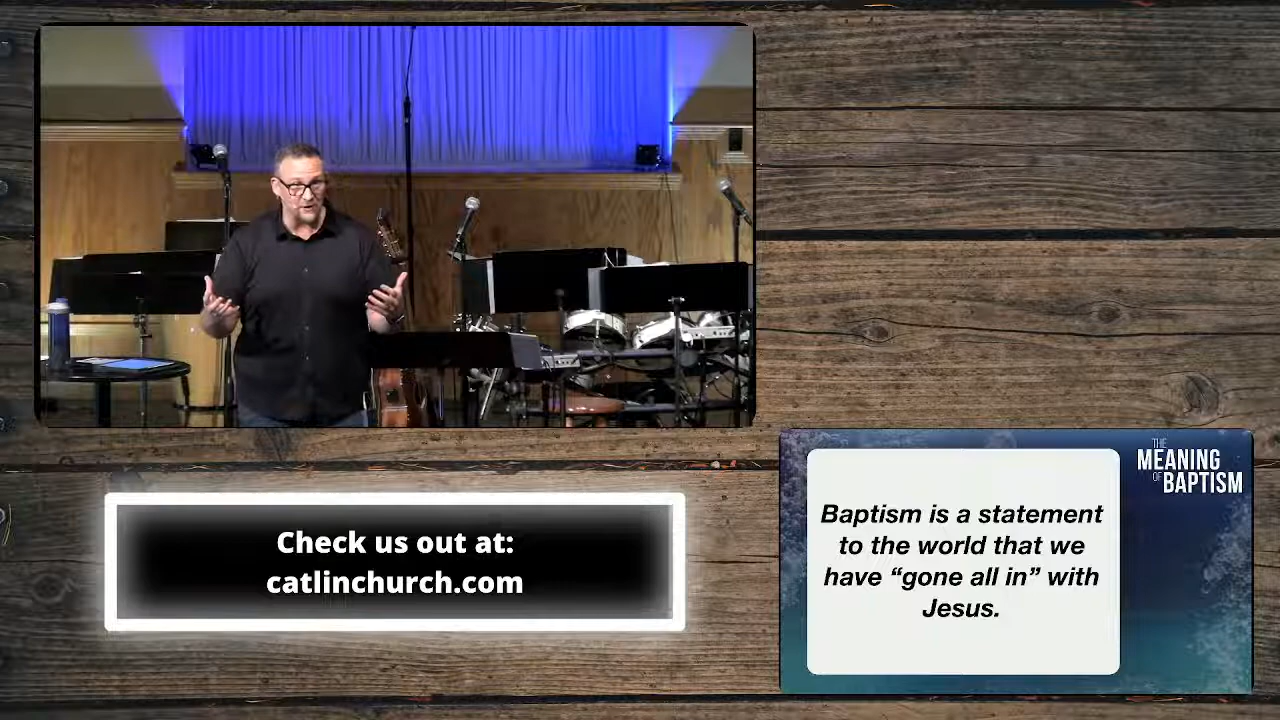 Check us out at:
catlinchurch.com
THE
MEANING
OF BAPTISM
Baptism is a statement
to the world that we
have “gone all in” with
Jesus.